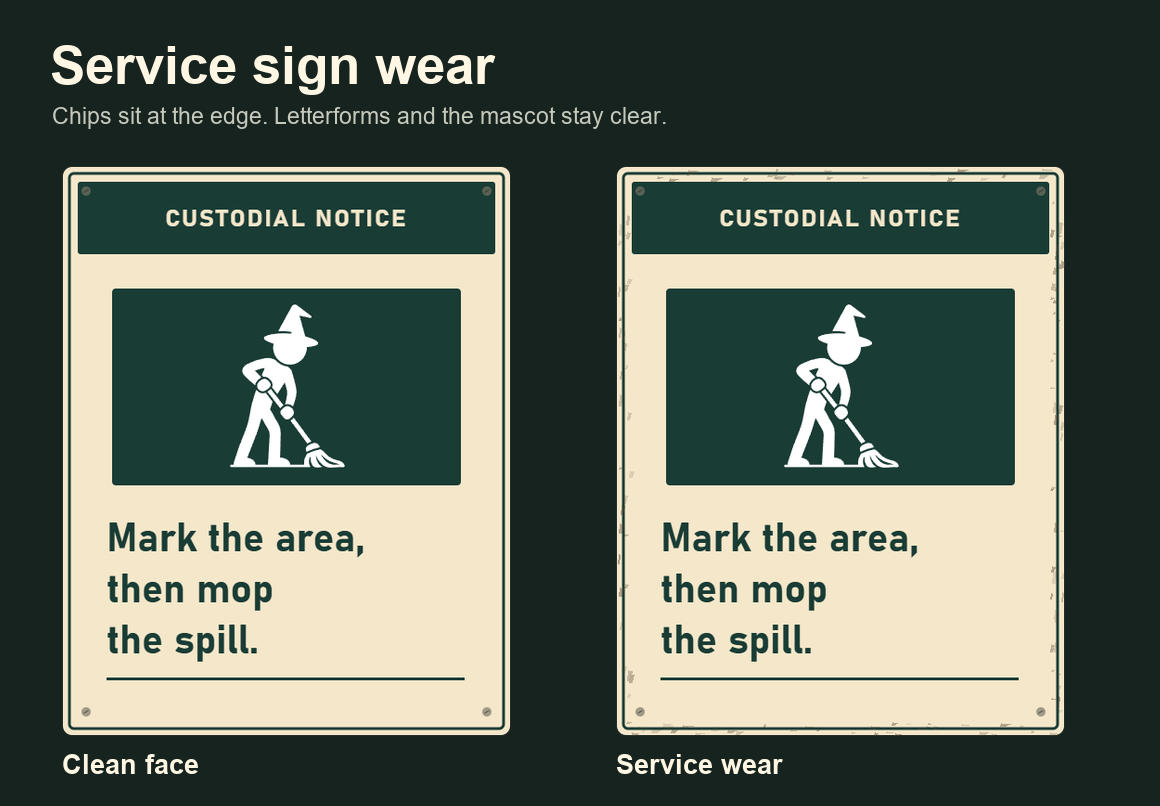 Service sign wear
Chips sit at the edge. Letterforms and the mascot stay clear.
CUSTODIAL NOTICE
Mark the area,
then mop
the spill.
Clean face
CUSTODIAL NOTICE
Mark the area,
then mop
the spill.
Service wear